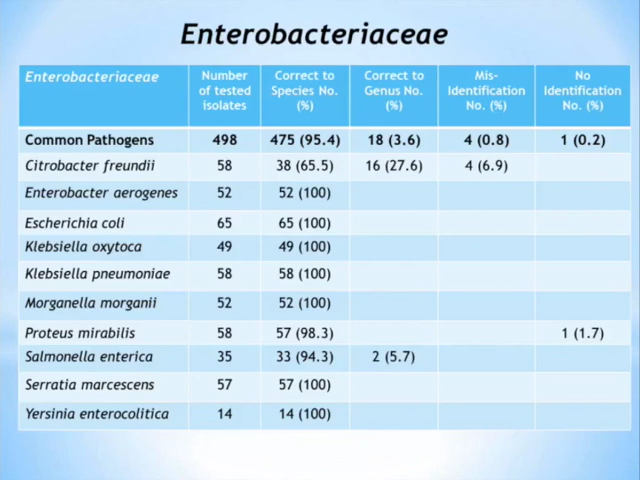 Enterobacteriaceae
Enterobacteriaceae Number of tested isolates Correct to Species No. (%) Correct to Genus No. (%) Mis-Identification No. (%) No Identification No. (%)
Common Pathogens 498 475 (95.4) 18 (3.6) 4 (0.8) 1 (0.2)
Citrobacter freundii 58 38 (65.5) 16 (27.6) 4 (6.9)
Enterobacter aerogenes 52 52 (100)
Escherichia coli 65 65 (100)
Klebsiella oxytoca 49 49 (100)
Klebsiella pneumoniae 58 58 (100)
Morganella morganii 52 52 (100)
Proteus mirabilis 58 57 (98.3) 1 (1.7)
Salmonella enterica 35 33 (94.3) 2 (5.7)
Serratia marcescens 57 57 (100)
Yersinia enterocolitica 14 14 (100)